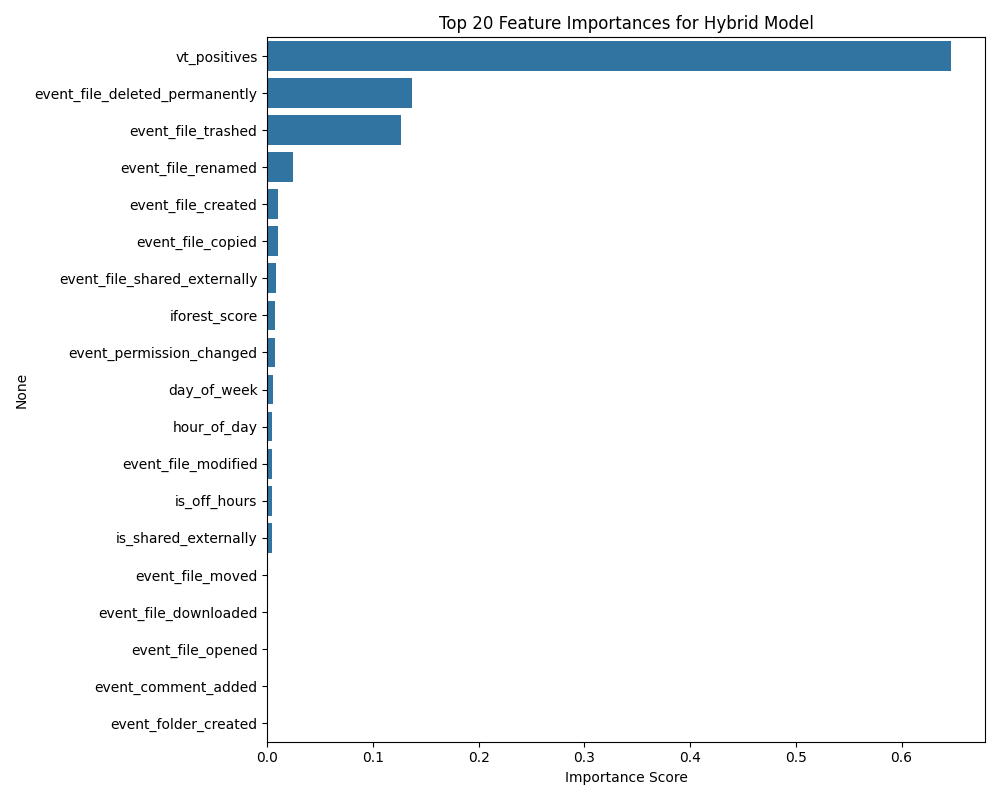 Top 20 Feature Importances for Hybrid Model
vt_positives
event_file_deleted_permanently
event_file_trashed
event_file_renamed
event_file_created
event_file_copied
event_file_shared_externally
iforest_score
event_permission_changed
day_of_week
hour_of_day
event_file_modified
is_off_hours
is_shared_externally
event_file_moved
event_file_downloaded
event_file_opened
event_comment_added
event_folder_created
None
0.0 0.1 0.2 0.3 0.4 0.5 0.6
Importance Score